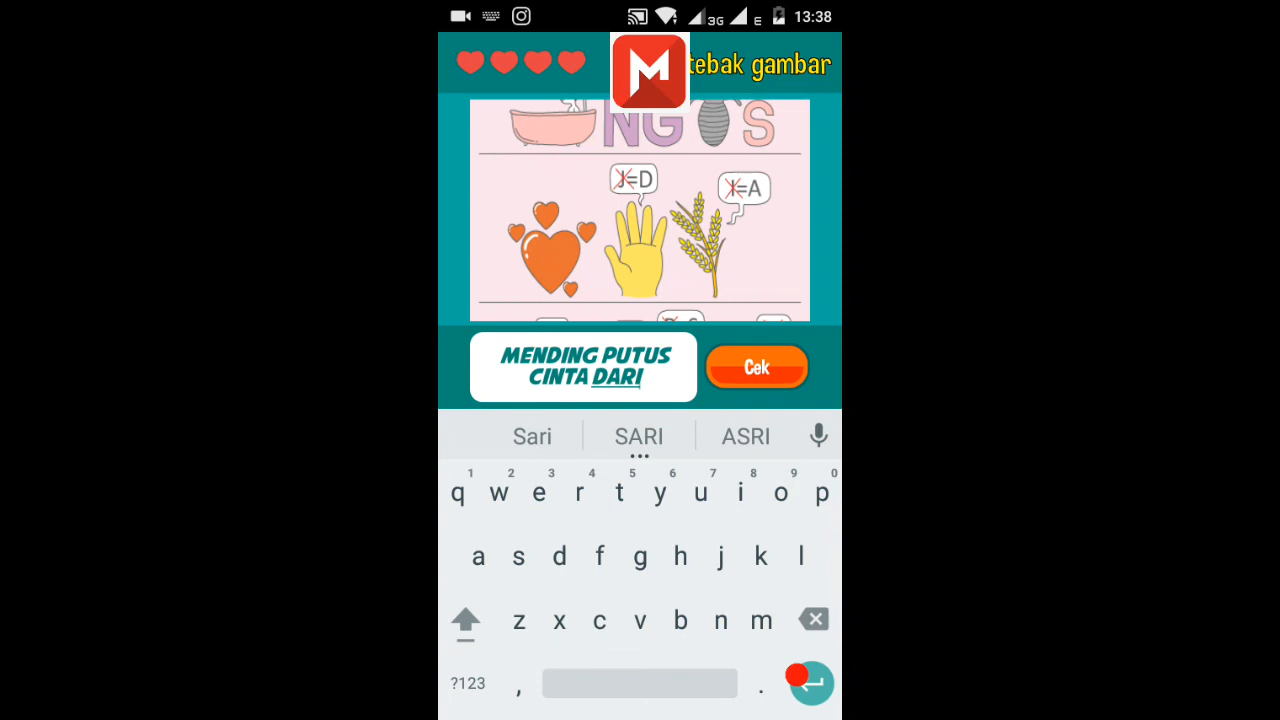 3G E 13:38
tebak gambar
NG S
J=D
I=A
MENDING PUTUS
CINTA DARI
Cek
Sari SARI ASRI
1 2 3 4 5 6 7 8 9 0
q w e r t y u i o p
a s d f g h j k l
z x c v b n m
?123 , .